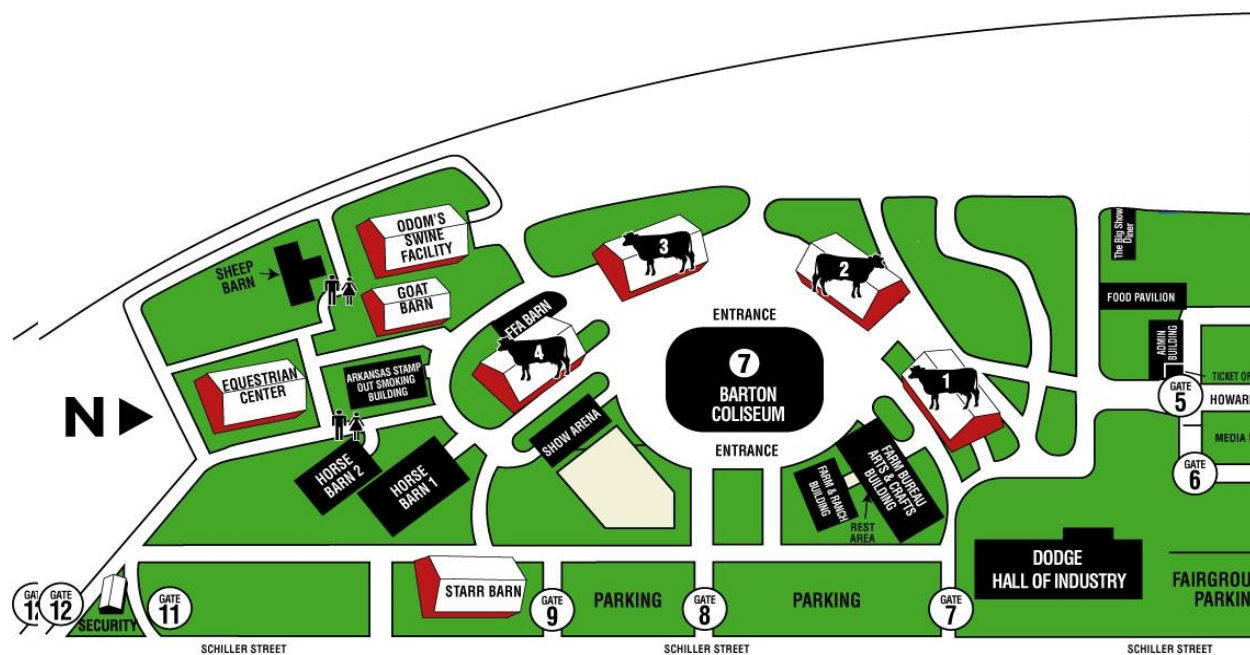 ODOM'S
SWINE
FACILITY
SHEEP
BARN
GOAT
BARN
FFA BARN
3
2
4
1
ENTRANCE
7
BARTON
COLISEUM
ENTRANCE
The Big Show
Diner
FOOD PAVILION
ADMIN
BUILDING
TICKET OF
GATE
5
HOWAR
MEDIA
GATE
6
EQUESTRIAN
CENTER
ARKANSAS STAMP
OUT SMOKING
BUILDING
N
HORSE
BARN 2
HORSE
BARN 1
SHOW ARENA
FARM & RANCH
BUILDING
FARM BUREAU
ARTS & CRAFTS
BUILDING
REST
AREA
DODGE
HALL OF INDUSTRY
FAIRGROU
PARKIN
STARR BARN
PARKING
PARKING
GAT
12
GATE
12
SECURITY
GATE
11
GATE
9
GATE
8
GATE
7
SCHILLER STREET
SCHILLER STREET
SCHILLER STREET